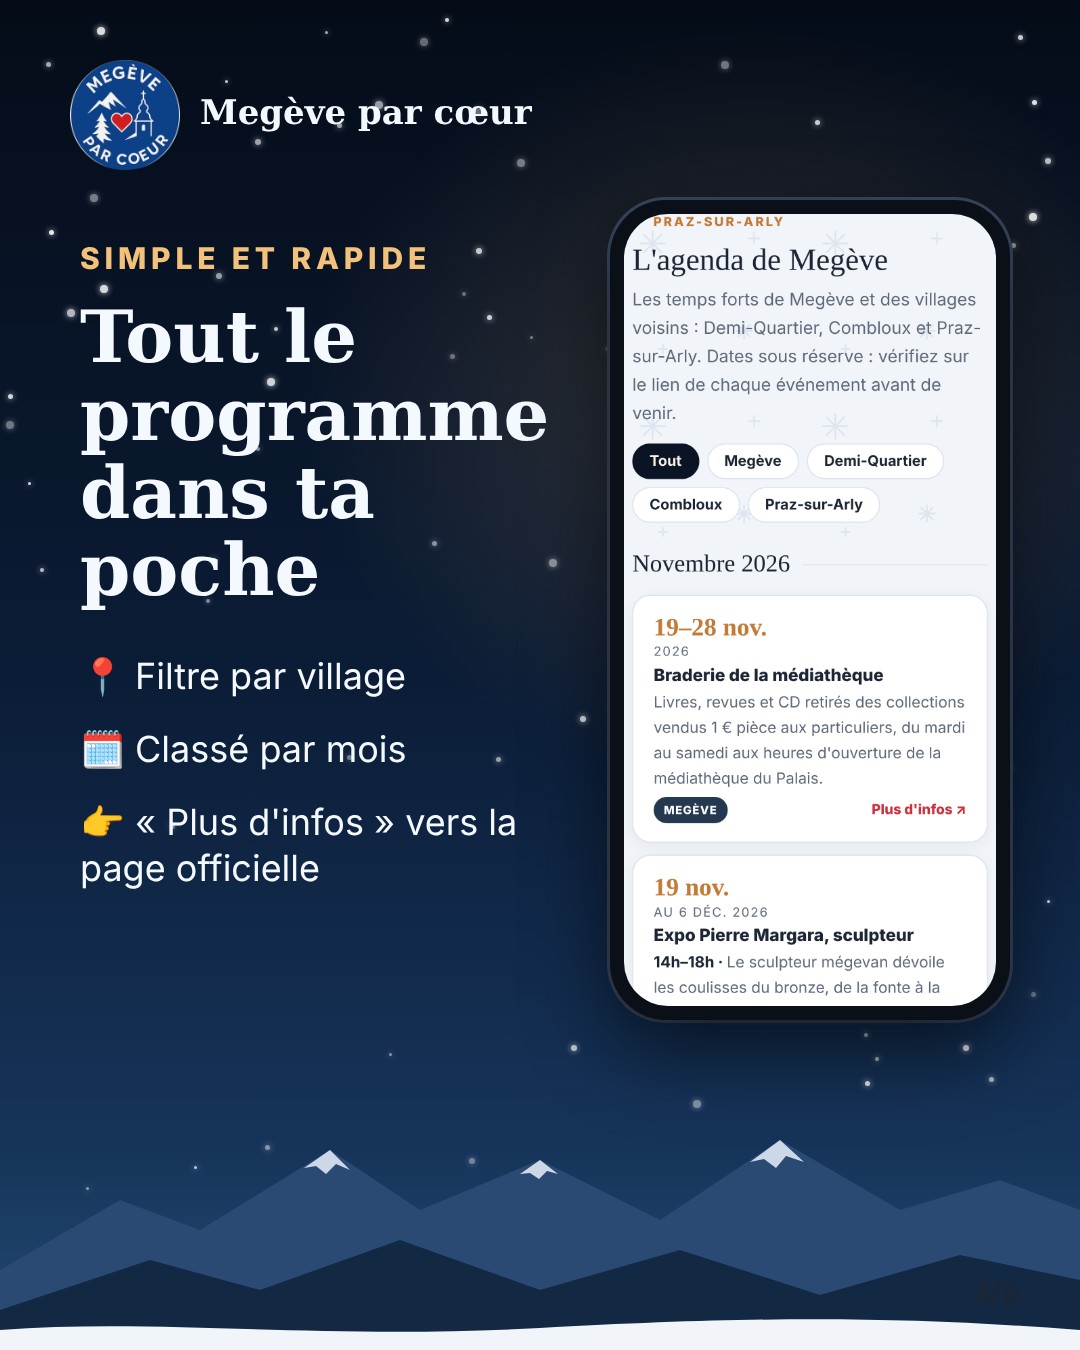 MEGÈVE
PAR COEUR
Megève par cœur
SIMPLE ET RAPIDE
Tout le
programme
dans ta
poche
📍 Filtre par village
🗓️ Classé par mois
👉 « Plus d'infos » vers la
page officielle
PRAZ-SUR-ARLY
L'agenda de Megève
Les temps forts de Megève et des villages
voisins : Demi-Quartier, Combloux et Praz-
sur-Arly. Dates sous réserve : vérifiez sur
le lien de chaque événement avant de
venir.
Tout Megève Demi-Quartier
Combloux Praz-sur-Arly
Novembre 2026
19–28 nov.
2026
Braderie de la médiathèque
Livres, revues et CD retirés des collections
vendus 1 € pièce aux particuliers, du mardi
au samedi aux heures d'ouverture de la
médiathèque du Palais.
MEGÈVE Plus d'infos ↗
19 nov.
AU 6 DÉC. 2026
Expo Pierre Margara, sculpteur
14h–18h · Le sculpteur mégevan dévoile
les coulisses du bronze, de la fonte à la